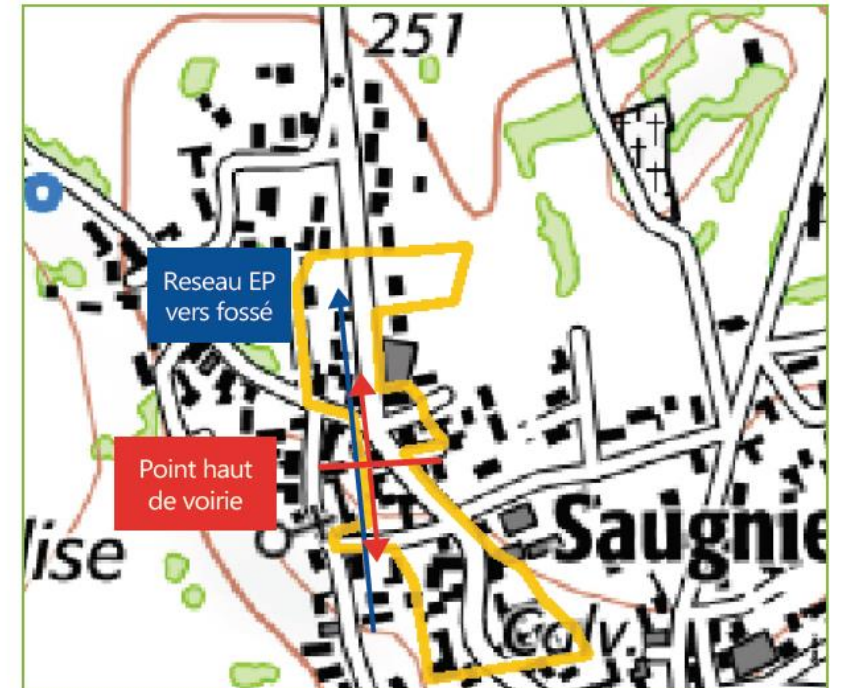 251
Reseau EP
vers fossé
Point haut
de voirie
lise
Saugnie
Calv.